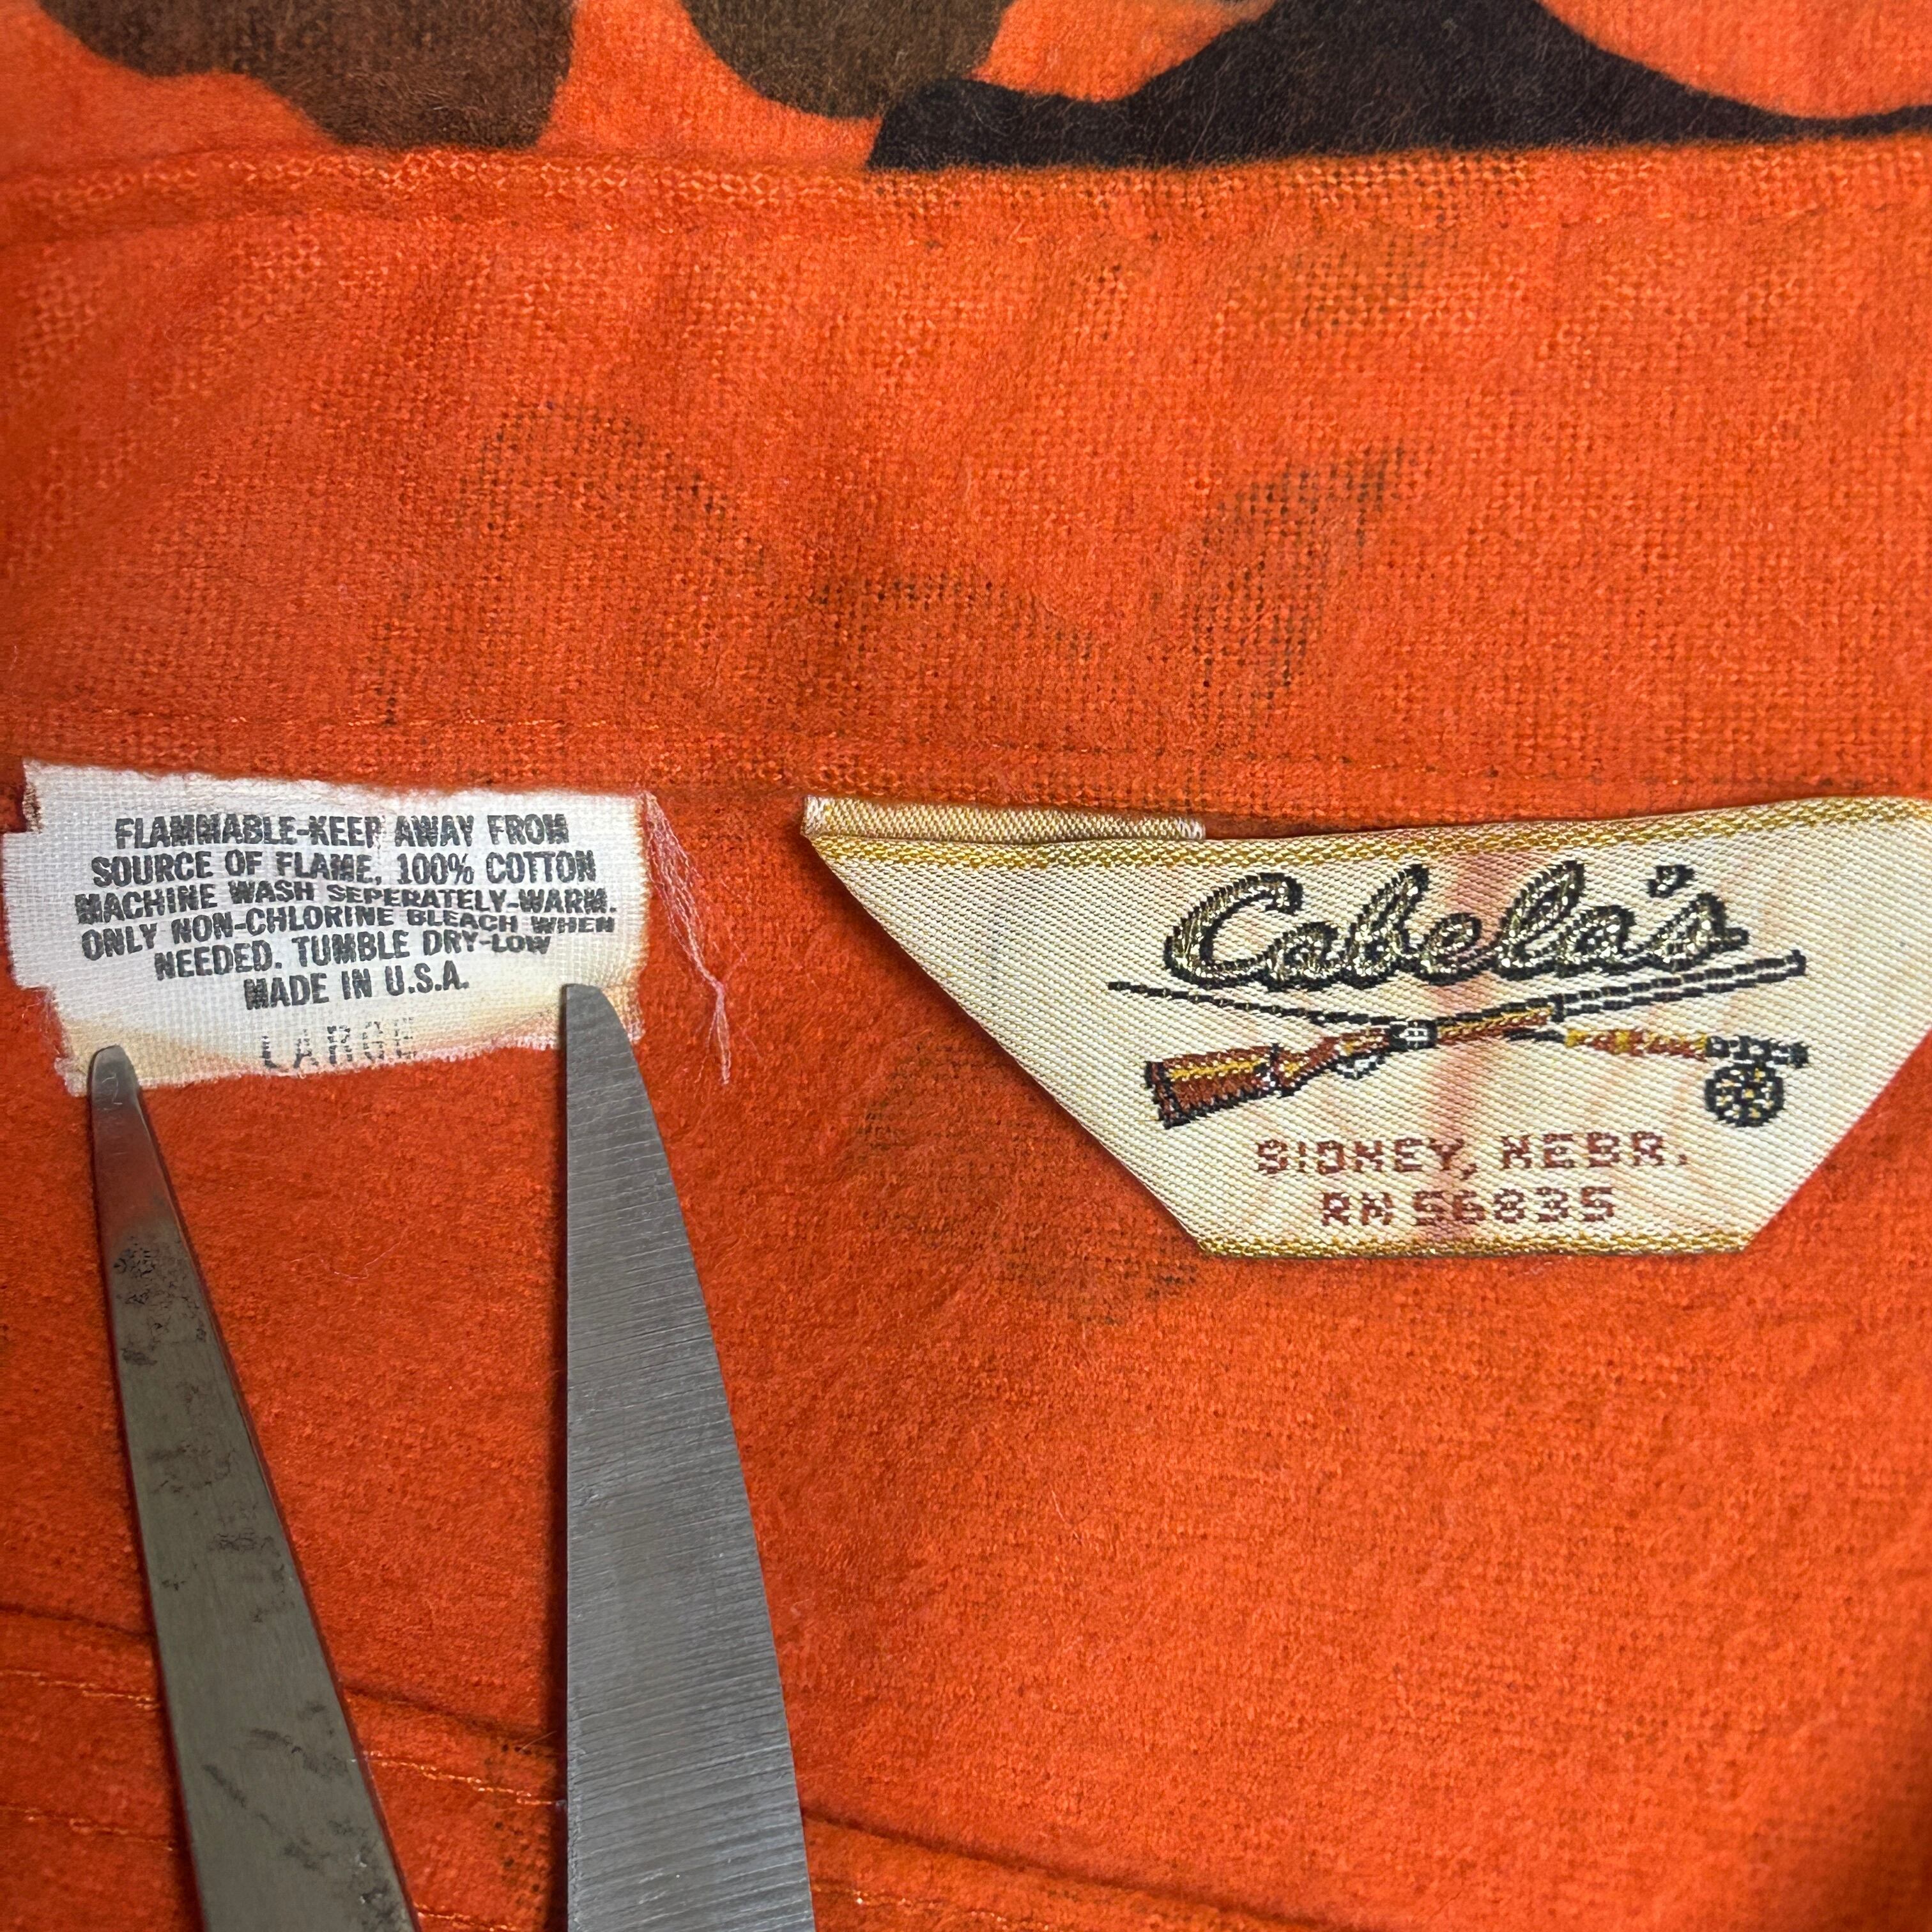 FLAMMABLE-KEEP AWAY FROM
SOURCE OF FLAME, 100% COTTON
MACHINE WASH SEPERATELY-WARM.
ONLY NON-CHLORINE BLEACH WHEN
NEEDED. TUMBLE DRY-LOW
MADE IN U.S.A.
LARGE
Cabela's
SIDNEY, NEBR.
RN 56835